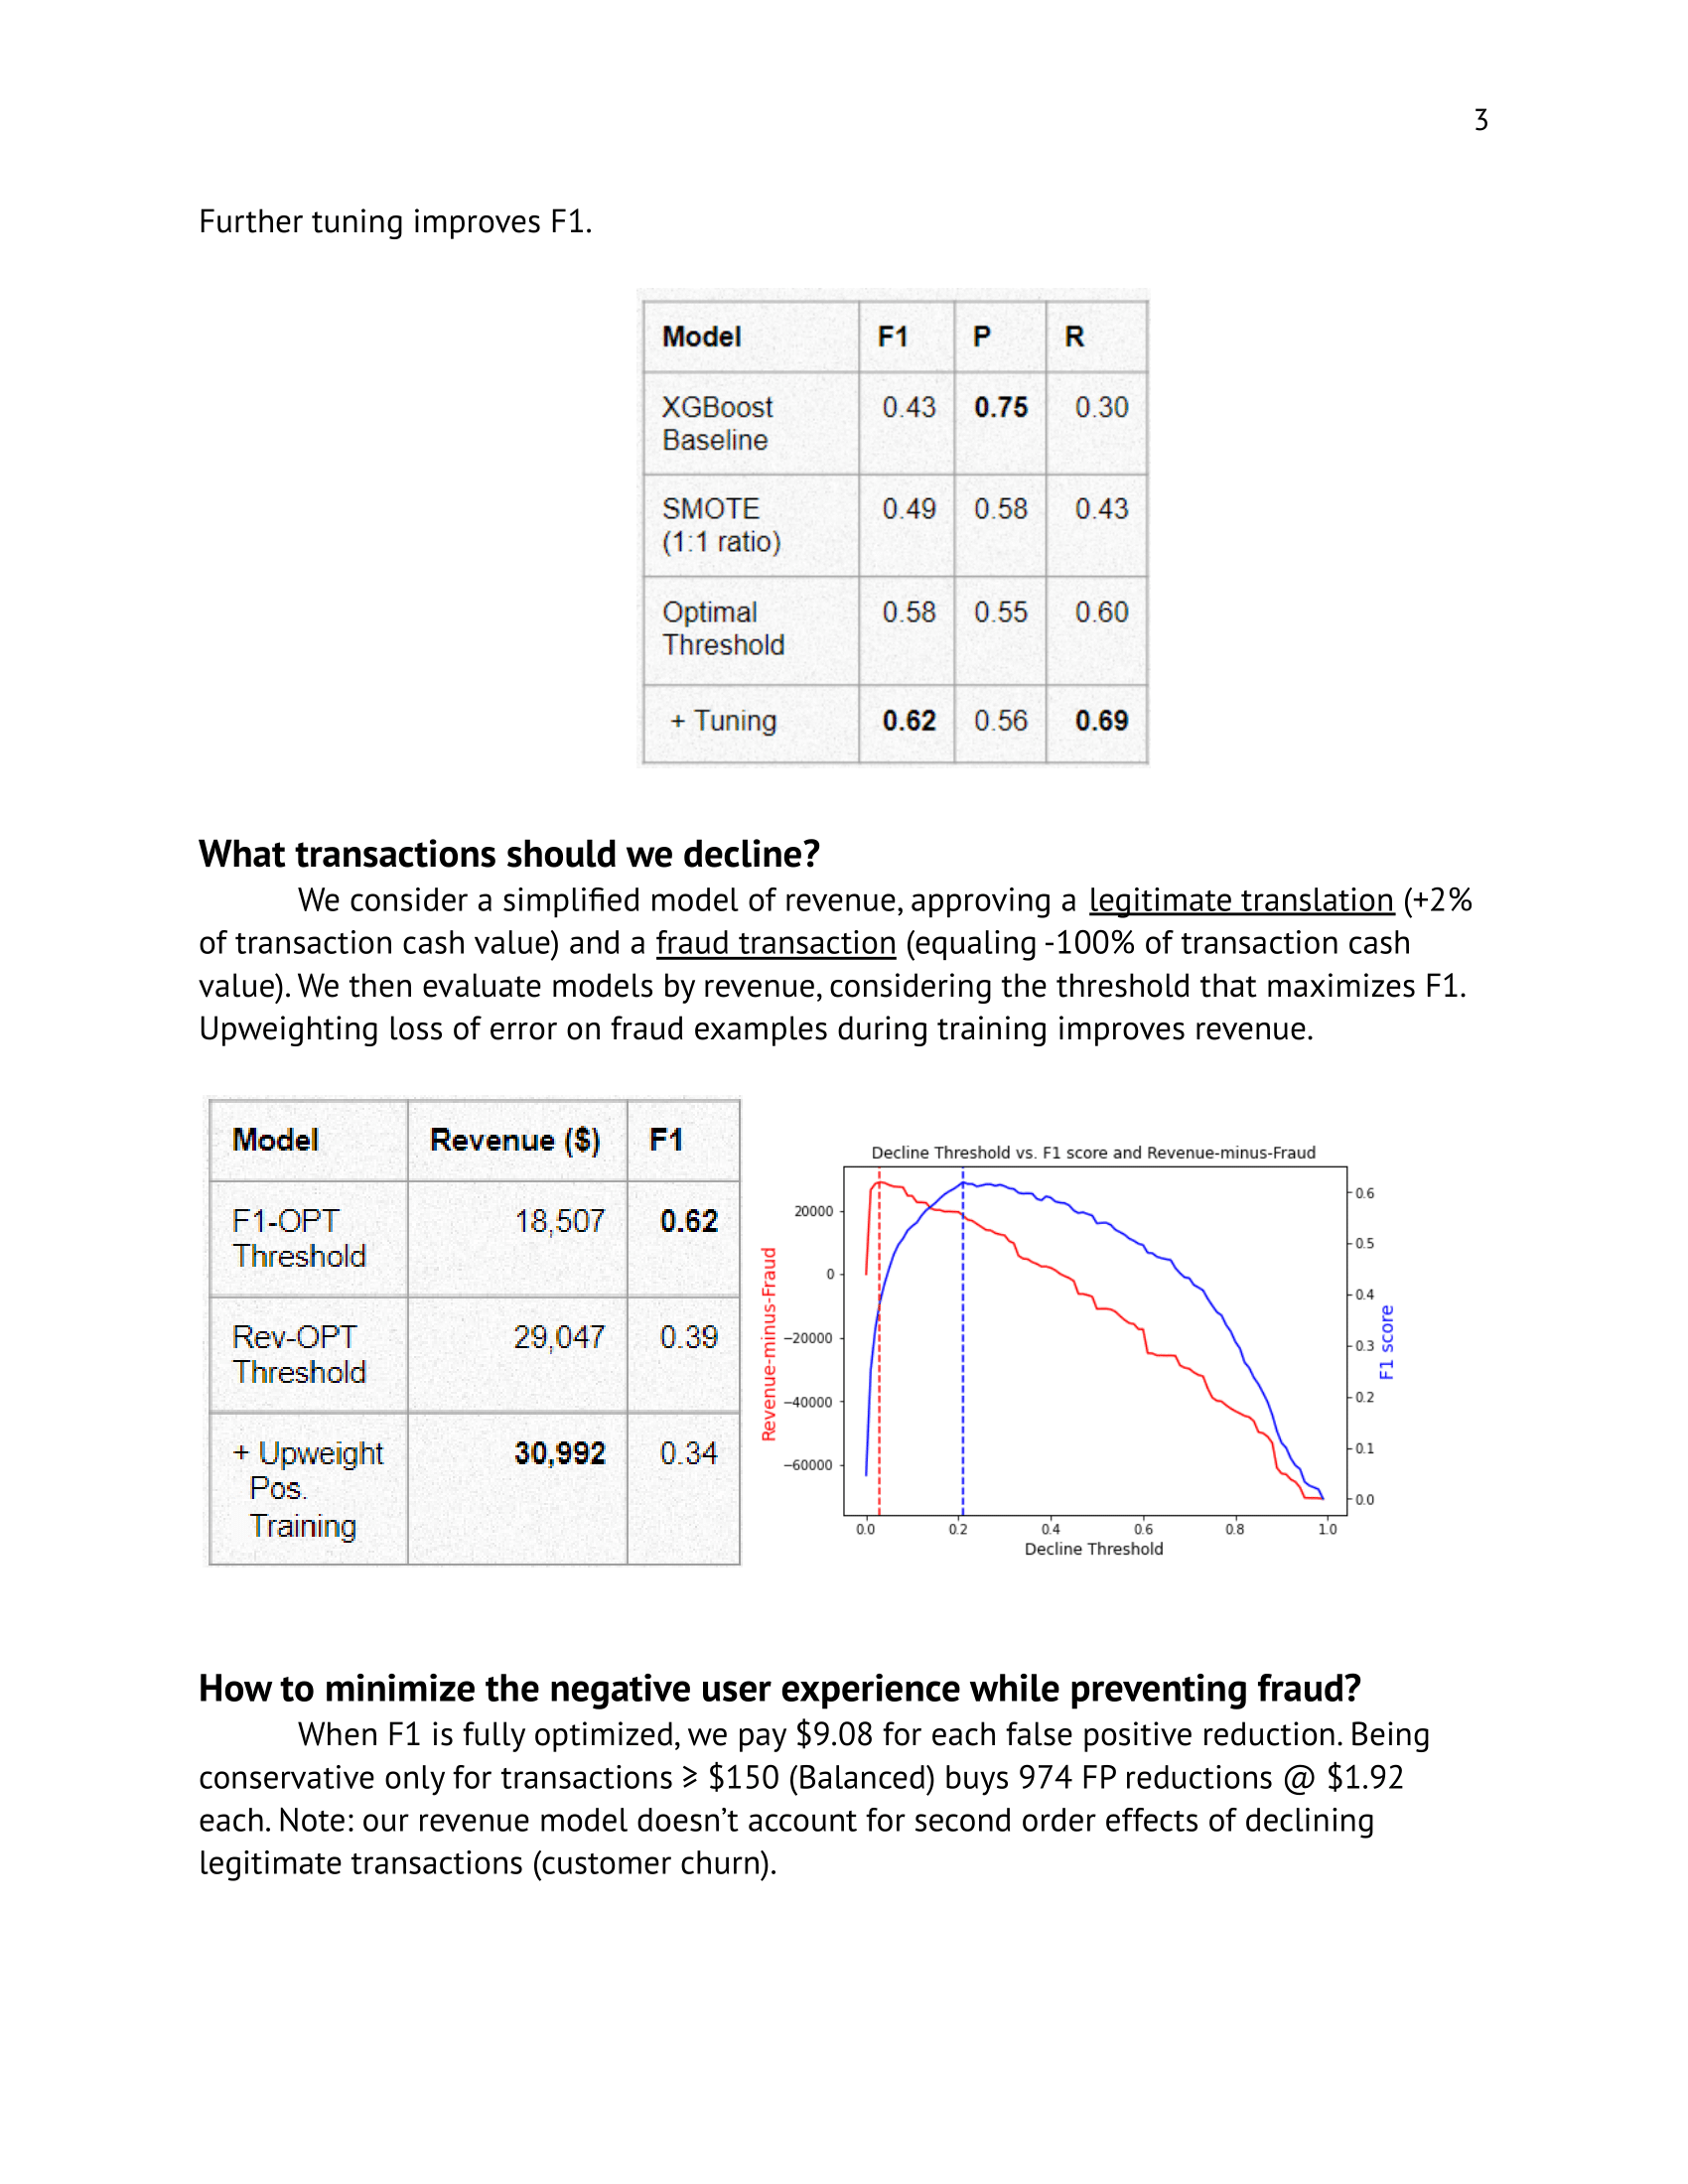 3
Further tuning improves F1.
Model F1 P R
XGBoost
Baseline 0.43 0.75 0.30
SMOTE
(1:1 ratio) 0.49 0.58 0.43
Optimal
Threshold 0.58 0.55 0.60
+ Tuning 0.62 0.56 0.69
What transactions should we decline?
We consider a simplified model of revenue, approving a legitimate translation (+2%
of transaction cash value) and a fraud transaction (equaling -100% of transaction cash
value). We then evaluate models by revenue, considering the threshold that maximizes F1.
Upweighting loss of error on fraud examples during training improves revenue.
Model Revenue ($) F1
F1-OPT
Threshold 18,507 0.62
Rev-OPT
Threshold 29,047 0.39
+ Upweight
Pos.
Training 30,992 0.34
Decline Threshold vs. F1 score and Revenue-minus-Fraud
Revenue-minus-Fraud
20000
0
−20000
−40000
−60000
0.6
0.5
0.4
0.3
0.2
0.1
0.0
F1 score
0.0 0.2 0.4 0.6 0.8 1.0
Decline Threshold
How to minimize the negative user experience while preventing fraud?
When F1 is fully optimized, we pay $9.08 for each false positive reduction. Being
conservative only for transactions ⩾ $150 (Balanced) buys 974 FP reductions @ $1.92
each. Note: our revenue model doesn’t account for second order effects of declining
legitimate transactions (customer churn).